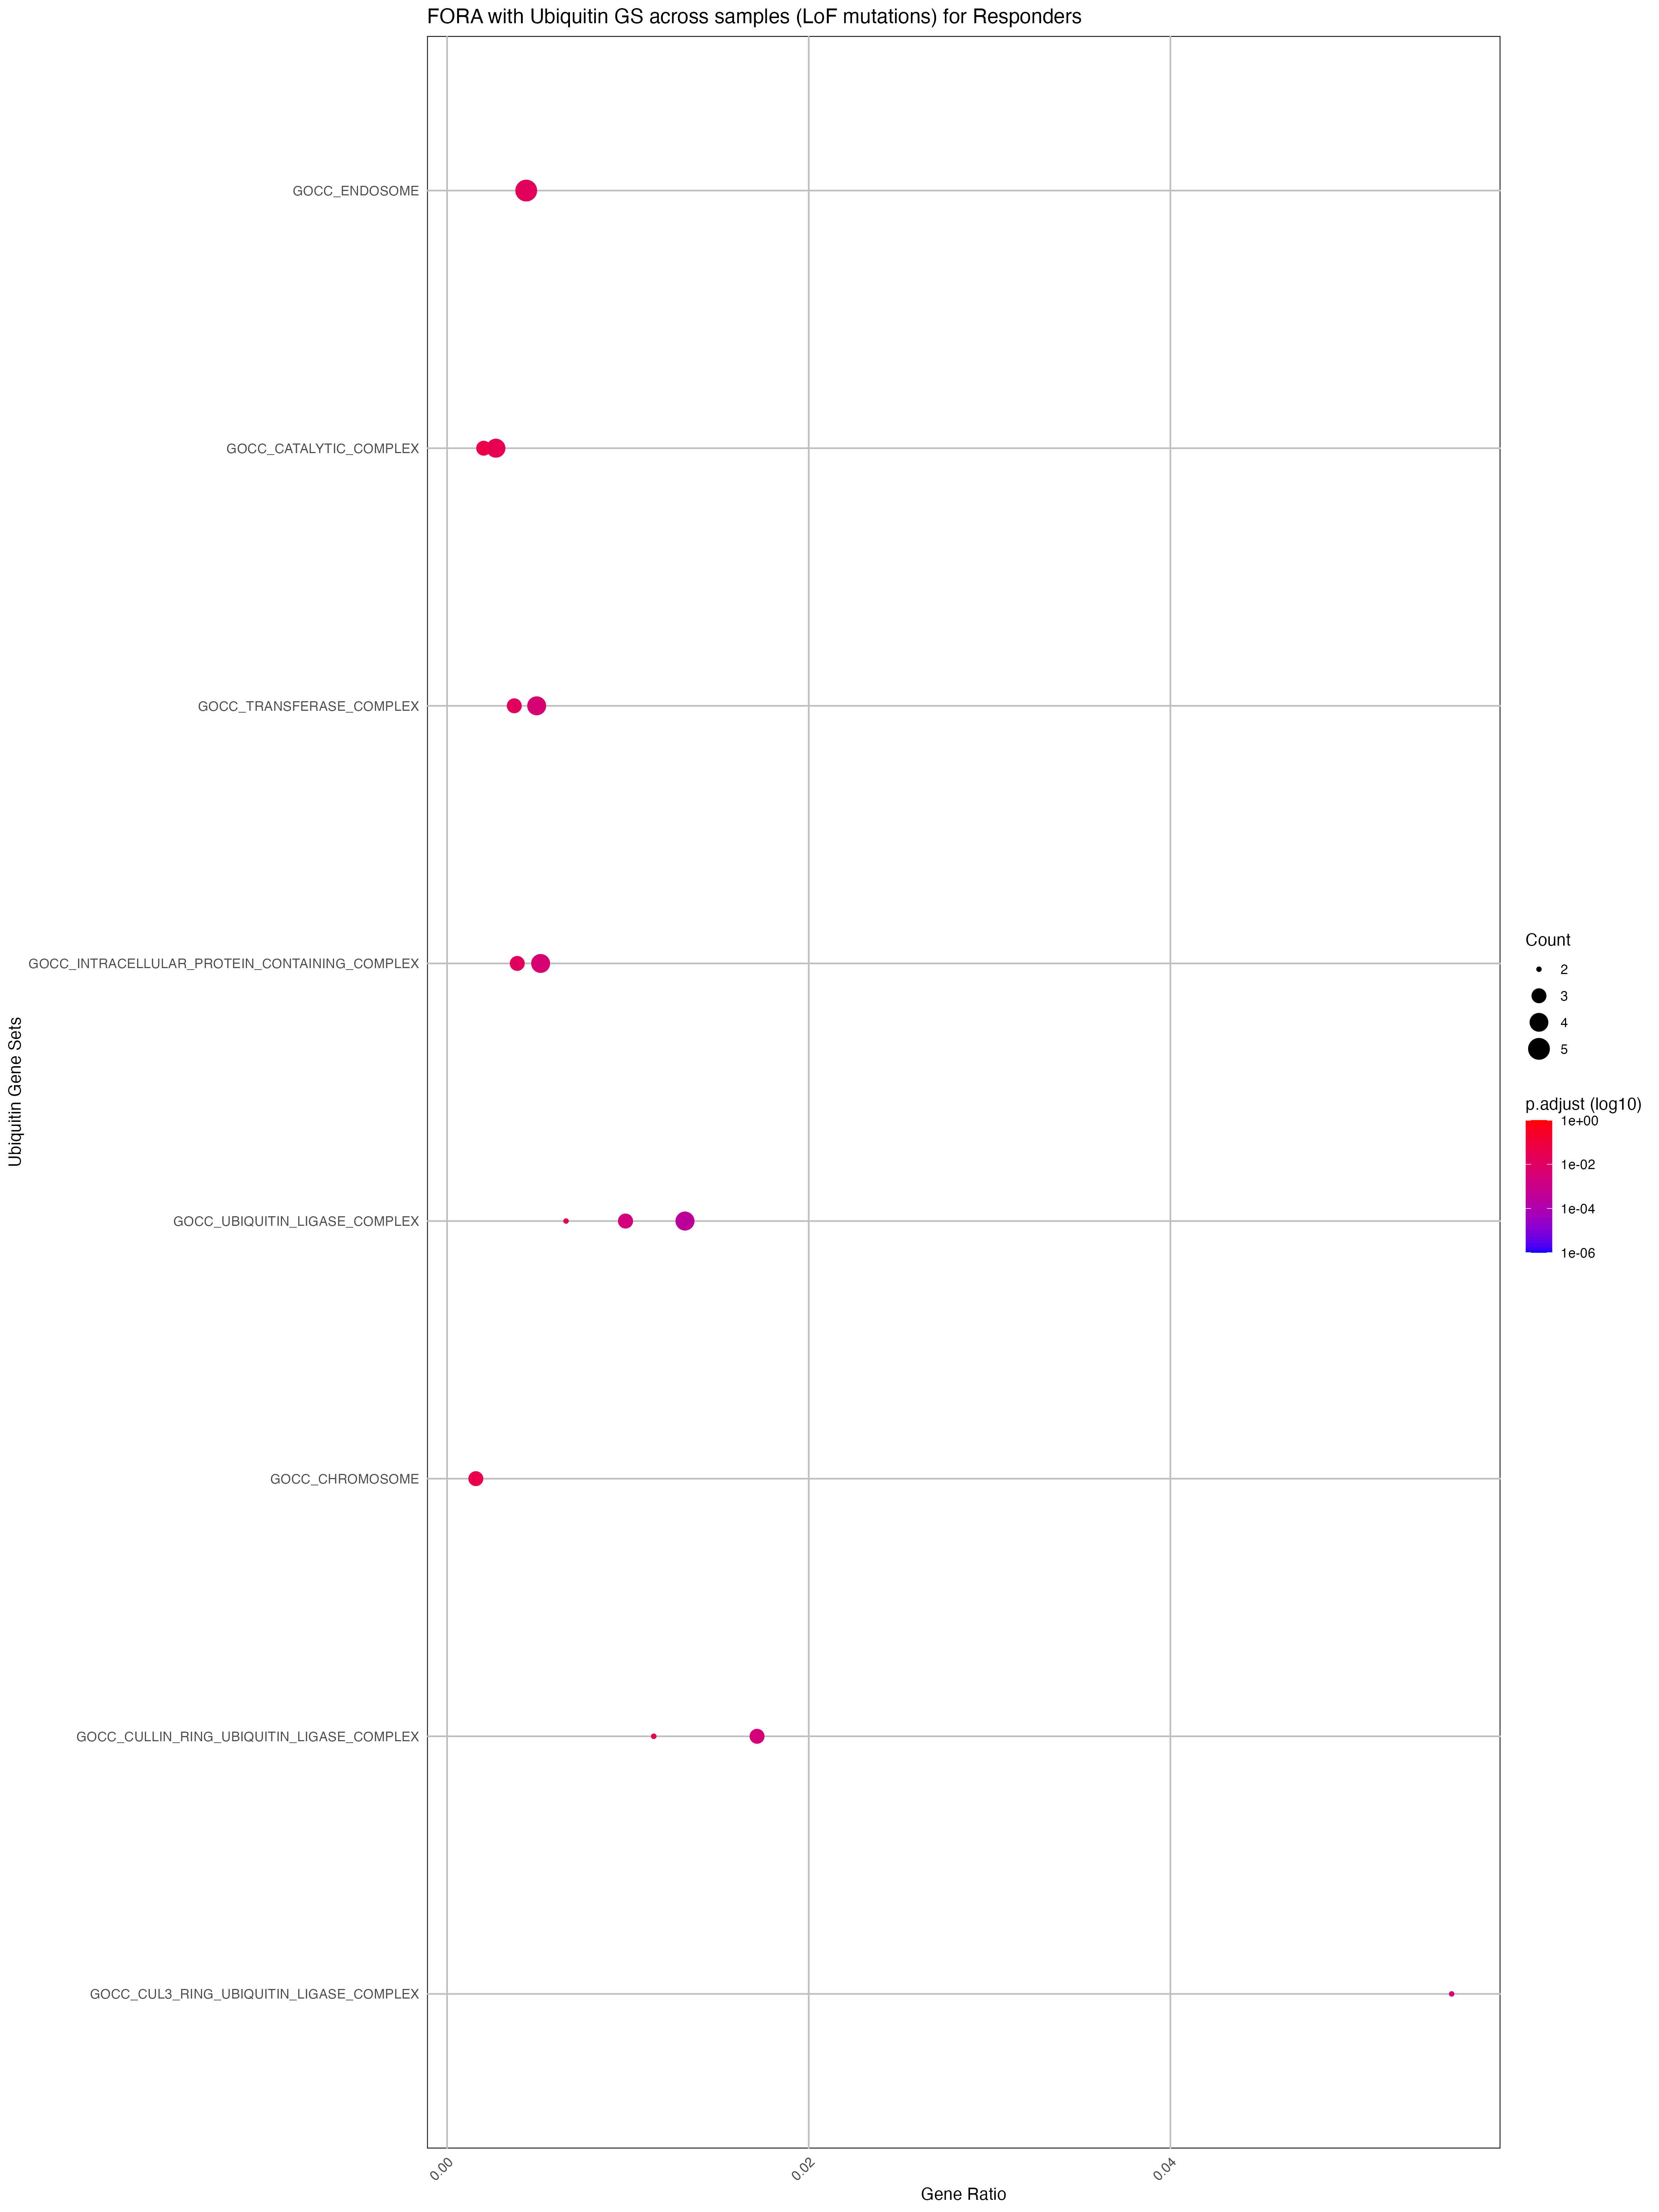 FORA with Ubiquitin GS across samples (LoF mutations) for Responders
Ubiquitin Gene Sets
GOCC_ENDOSOME
GOCC_CATALYTIC_COMPLEX
GOCC_TRANSFERASE_COMPLEX
GOCC_INTRACELLULAR_PROTEIN_CONTAINING_COMPLEX
GOCC_UBIQUITIN_LIGASE_COMPLEX
GOCC_CHROMOSOME
GOCC_CULLIN_RING_UBIQUITIN_LIGASE_COMPLEX
GOCC_CUL3_RING_UBIQUITIN_LIGASE_COMPLEX
0.00
0.02
0.04
Gene Ratio
Count
2
3
4
5
p.adjust (log10)
1e+00
1e-02
1e-04
1e-06